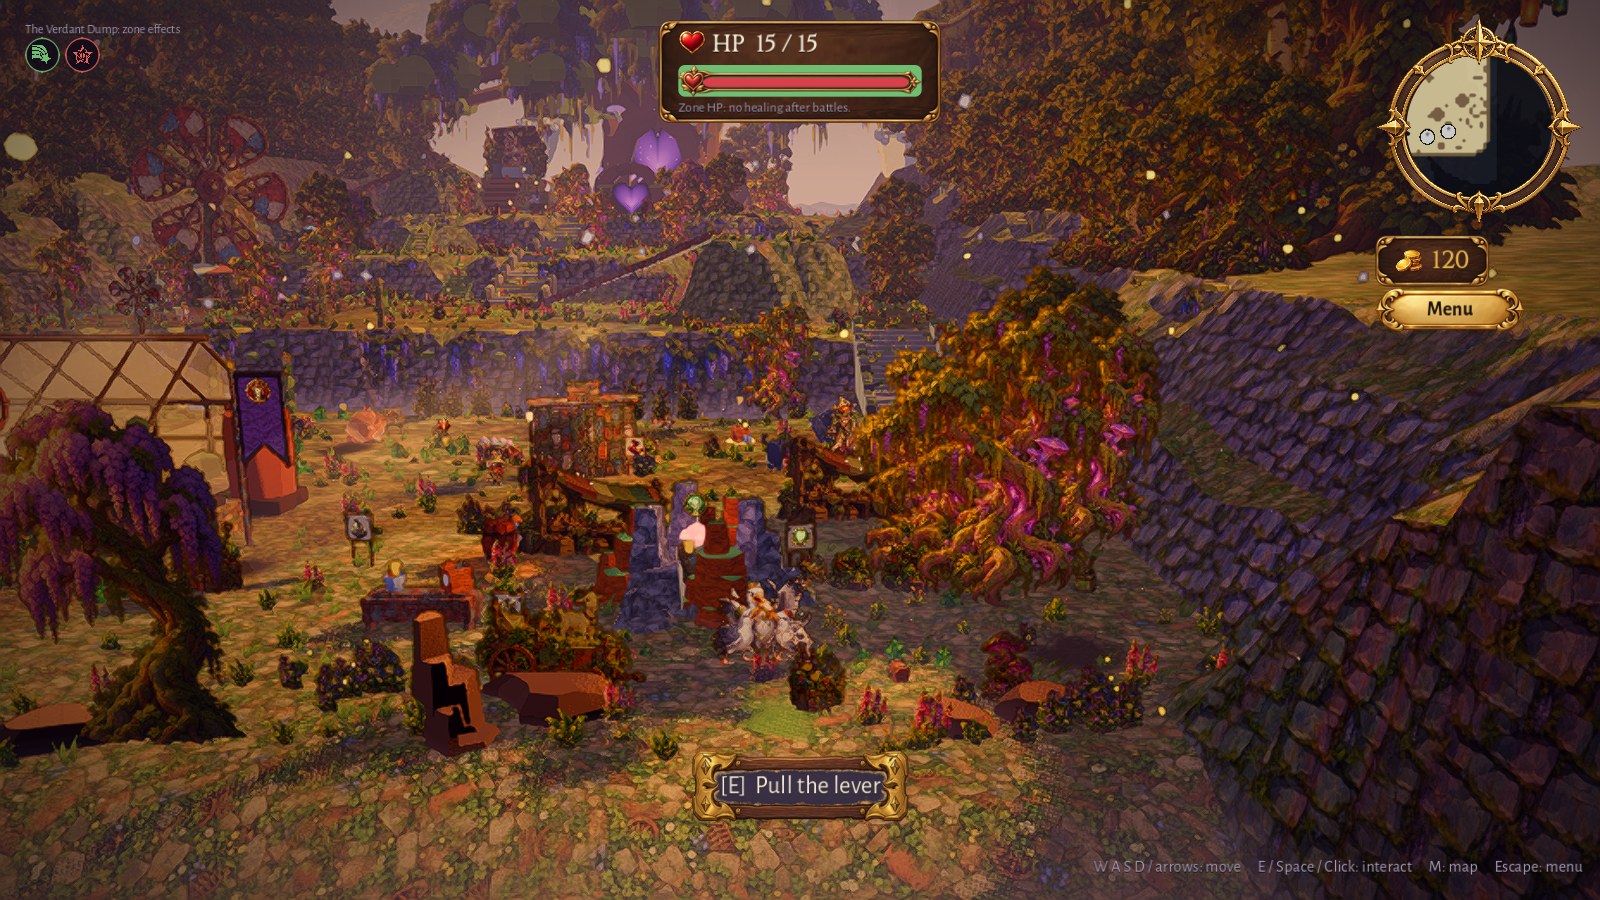 The Verdant Dump: zone effects
HP 15 / 15
Zone HP: no healing after battles.
120
Menu
[E] Pull the lever
W A S D / arrows: move E / Space / Click: interact M: map Escape: menu